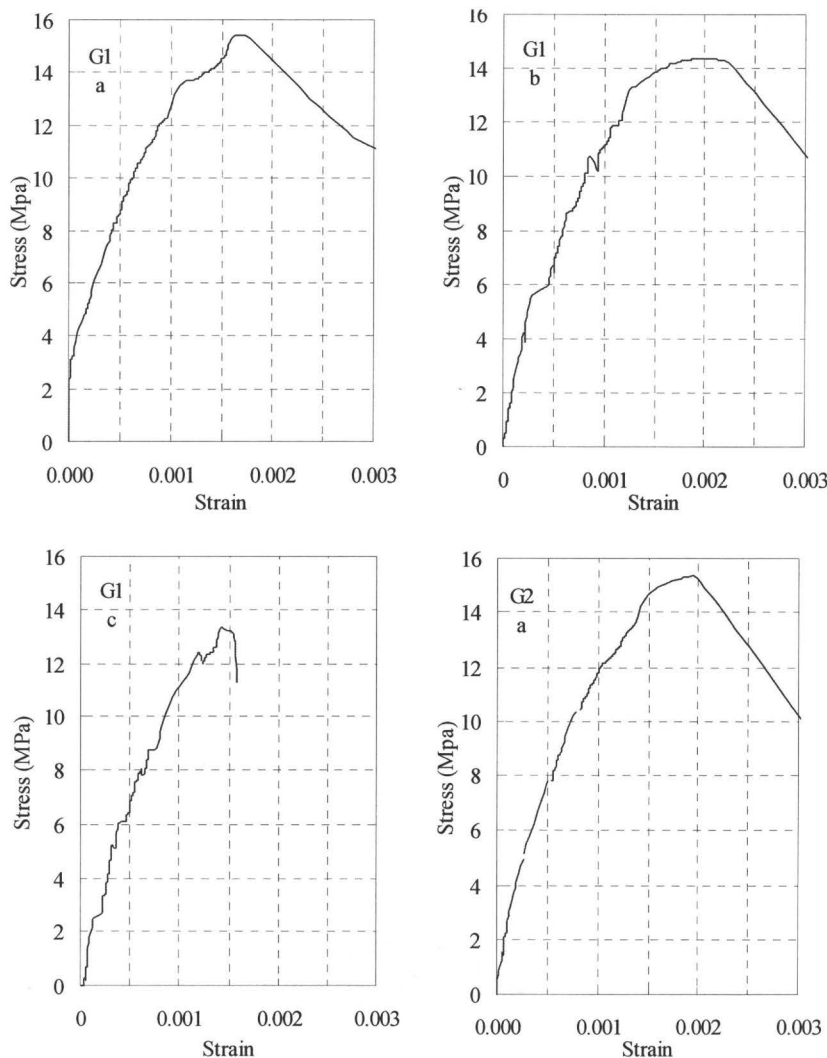 16
14
12
10
8
6
4
2
0
G1
a
Stress (Mpa)
0.000 0.001 0.002 0.003
Strain
16
14
12
10
8
6
4
2
0
G1
b
Stress (MPa)
0 0.001 0.002 0.003
Strain
16
14
12
10
8
6
4
2
0
G1
c
Stress (MPa)
0 0.001 0.002 0.003
Strain
16
14
12
10
8
6
4
2
0
G2
a
Stress (Mpa)
0.000 0.001 0.002 0.003
Strain